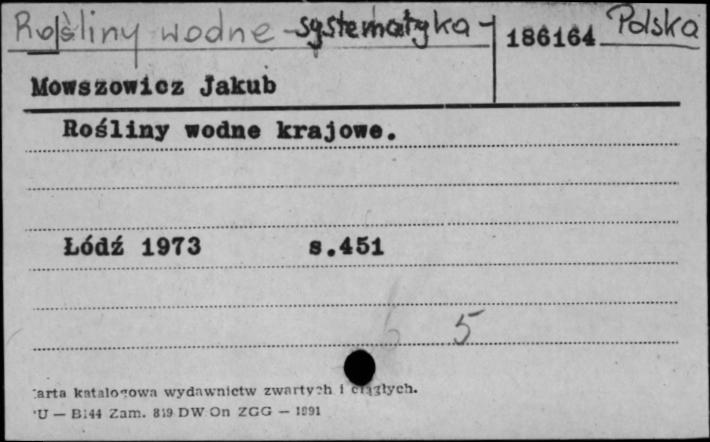 Rośliny wodne - systematyka - Polska
186164
Mowszowicz Jakub
Rośliny wodne krajowe.
Łódź 1973 s.451
5
arta katalogowa wydawnictw zwartych i ciągłych.
U — B144 Zam. 819 DW On ZGG — 1991